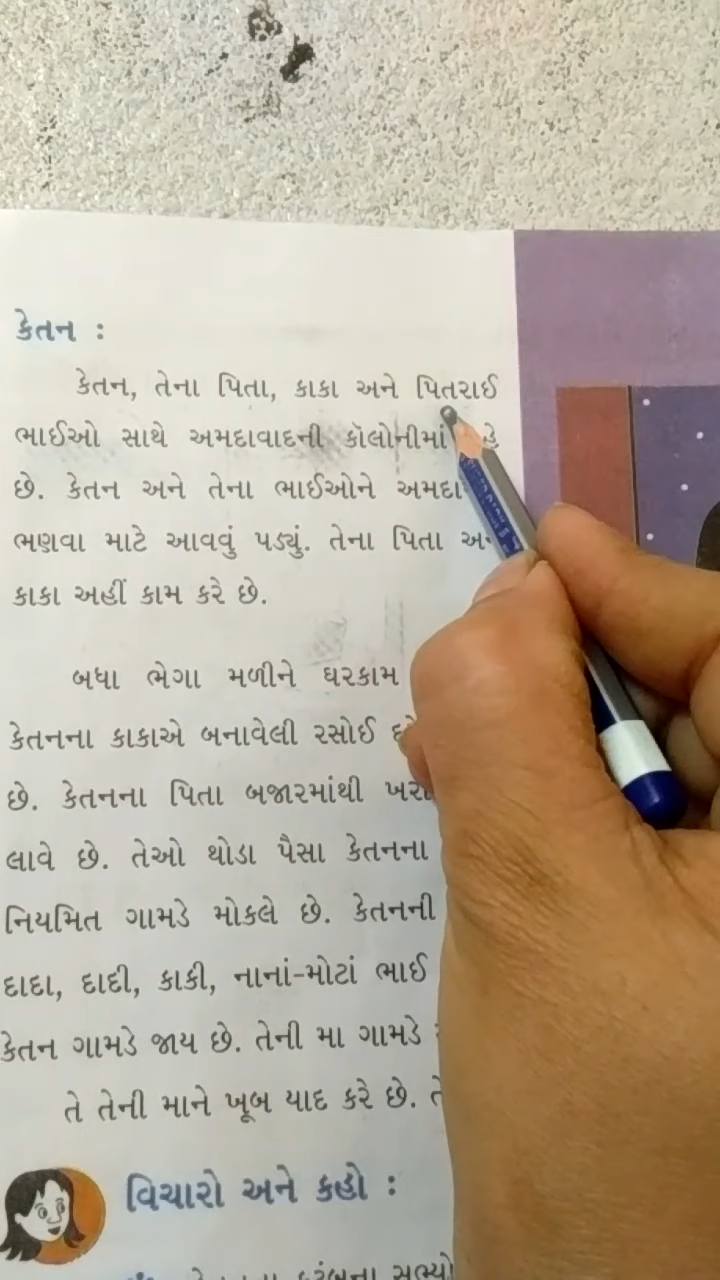 કેતન :
કેતન, તેના પિતા, કાકા અને પિતરાઈ
ભાઈઓ સાથે અમદાવાદની કૉલોનીમાં
છે. કેતન અને તેના ભાઈઓને
ભણવા માટે આવવું પડ્યું. તેના પિતા
કાકા અહીં કામ કરે છે.
બધા ભેગા મળીને ઘરકામ
કેતનના કાકાએ બનાવેલી રસોઈ
છે. કેતનના પિતા બજારમાંથી
લાવે છે. તેઓ થોડા પૈસા કેતનના
નિયમિત ગામડે મોકલે છે. કેતનની
દાદા, દાદી, કાકી, નાનાં-મોટાં ભાઈ
કેતન ગામડે જાય છે. તેની મા ગામડે
તે તેની માને ખૂબ યાદ કરે છે.
વિચારો અને કહો :